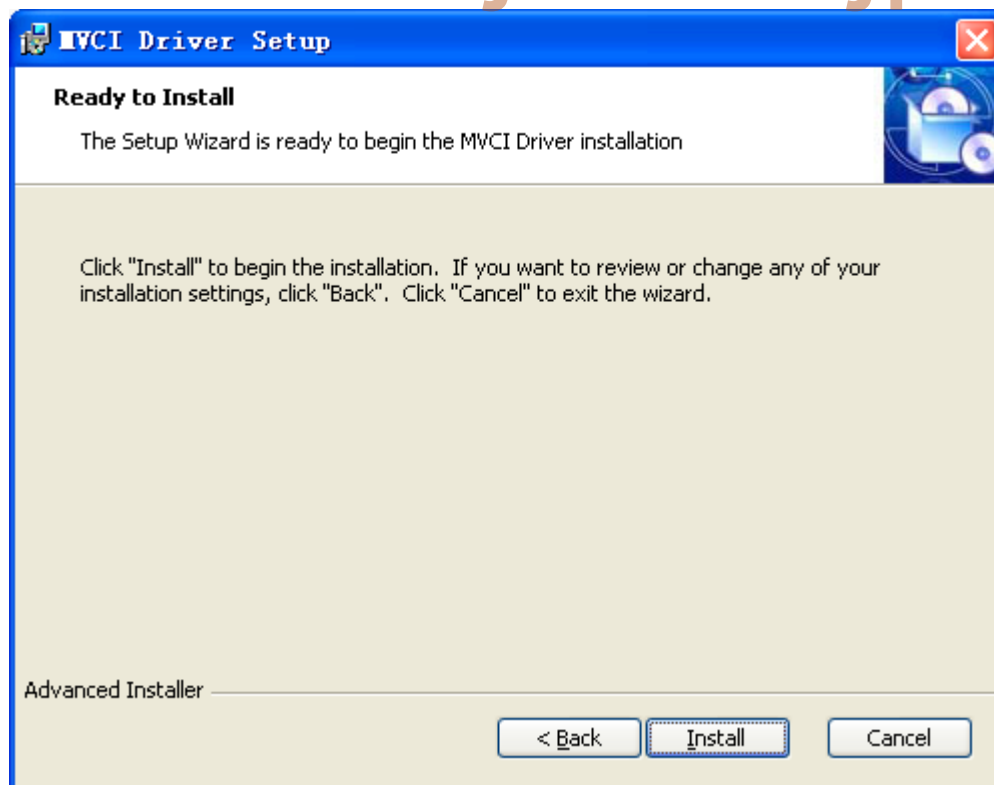 MVCI Driver Setup
Ready to Install
The Setup Wizard is ready to begin the MVCI Driver installation
Click "Install" to begin the installation.  If you want to review or change any of your
installation settings, click "Back".  Click "Cancel" to exit the wizard.
Advanced Installer
< Back Install Cancel